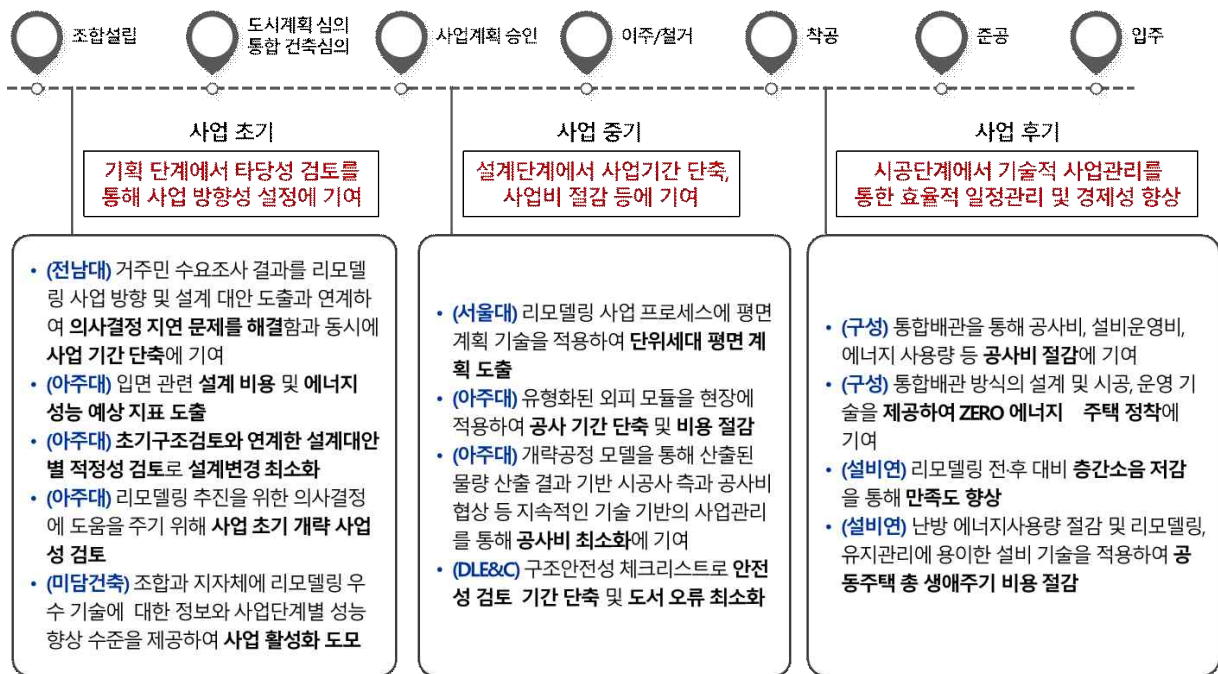 조합설립
도시계획 심의
통합 건축심의
사업계획 승인
이주/철거
착공
준공
입주
사업 초기
기획 단계에서 타당성 검토를
통해 사업 방향성 설정에 기여
• (전남대) 거주민 수요조사 결과를 리모델
링 사업 방향 및 설계 대안 도출과 연계하
여 의사결정 지연 문제를 해결함과 동시에
사업 기간 단축에 기여
• (아주대) 입면 관련 설계 비용 및 에너지
성능 예상 지표 도출
• (아주대) 초기구조검토와 연계한 설계대안
별 적정성 검토로 설계변경 최소화
• (아주대) 리모델링 추진을 위한 의사결정
에 도움을 주기 위해 사업 초기 개략 사업
성 검토
• (미담건축) 조합과 지자체에 리모델링 우
수 기술에 대한 정보와 사업단계별 성능
향상 수준을 제공하여 사업 활성화 도모
사업 중기
설계단계에서 사업기간 단축,
사업비 절감 등에 기여
• (서울대) 리모델링 사업 프로세스에 평면
계획 기술을 적용하여 단위세대 평면 계
획 도출
• (아주대) 유형화된 외피 모듈을 현장에
적용하여 공사 기간 단축 및 비용 절감
• (아주대) 개략공정 모델을 통해 산출된
물량 산출 결과 기반 시공사 측과 공사비
협상 등 지속적인 기술 기반의 사업관리
를 통해 공사비 최소화에 기여
• (DLE&C) 구조안전성 체크리스트로 안전
성 검토 기간 단축 및 도서 오류 최소화
사업 후기
시공단계에서 기술적 사업관리를
통한 효율적 일정관리 및 경제성 향상
• (구성) 통합배관을 통해 공사비, 설비운영비,
에너지 사용량 등 공사비 절감에 기여
• (구성) 통합배관 방식의 설계 및 시공, 운영 기
술을 제공하여 ZERO 에너지 주택 정착에
기여
• (설비연) 리모델링 전·후 대비 층간소음 저감
을 통해 만족도 향상
• (설비연) 난방 에너지사용량 절감 및 리모델링,
유지관리에 용이한 설비 기술을 적용하여 공
동주택 총 생애주기 비용 절감